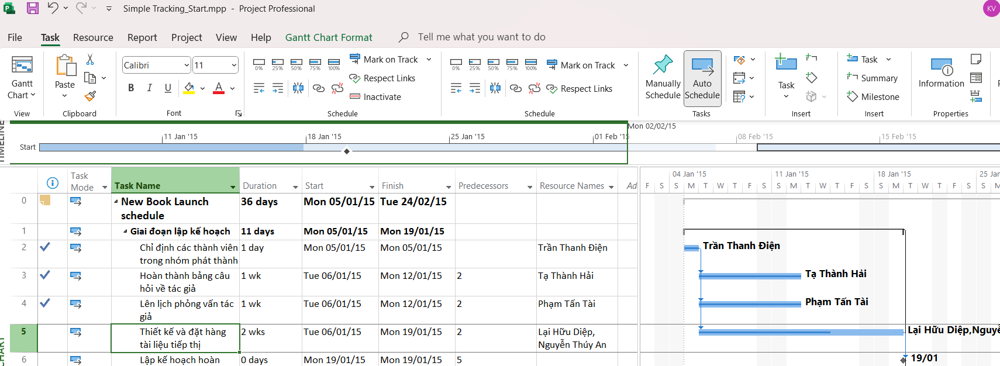 Simple Tracking_Start.mpp - Project Professional
KV
File Task Resource Report Project View Help Gantt Chart Format Tell me what you want to do
Gantt Chart
View
Paste
Clipboard
Calibri 11
B I U A
Font
0% 25% 50% 75% 100%
Mark on Track
Respect Links
Inactivate
Schedule
0% 25% 50% 75% 100%
Mark on Track
Respect Links
Schedule
Manually Schedule
Auto Schedule
Tasks
Task
Insert
Task
Summary
Milestone
Insert
Information
Properties
TIMELINE
Mon 02/02/15
11 Jan '15 18 Jan '15 25 Jan '15 01 Feb '15 08 Feb '15 15 Feb '15
Start
Task Mode Task Name Duration Start Finish Predecessors Resource Names Ad
04 Jan '15 11 Jan '15 18 Jan '15 25 Jan
F S S M T W T F S S M T W T F S S M T W T F S S M
0 New Book Launch schedule 36 days Mon 05/01/15 Tue 24/02/15
1 Giai đoạn lập kế hoạch 11 days Mon 05/01/15 Mon 19/01/15
2 Chỉ định các thành viên 1 day Mon 05/01/15 Mon 05/01/15 Trần Thanh Điện
trong nhóm phát thành
Trần Thanh Điện
3 Hoàn thành bảng câu 1 wk Tue 06/01/15 Mon 12/01/15 2 Tạ Thành Hải
hỏi về tác giả
Tạ Thành Hải
4 Lên lịch phỏng vấn tác 1 wk Tue 06/01/15 Mon 12/01/15 2 Phạm Tấn Tài
giả
Phạm Tấn Tài
5 Thiết kế và đặt hàng 2 wks Tue 06/01/15 Mon 19/01/15 2 Lại Hữu Diệp,
tài liệu tiếp thị Nguyễn Thúy An
Lại Hữu Diệp,Nguyễ
6 Lập kế hoạch hoàn 0 days Mon 19/01/15 Mon 19/01/15 5
19/01
CHART